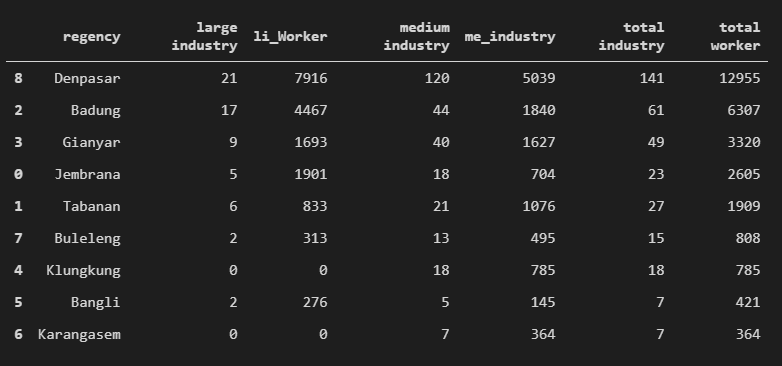 regency large industry li_Worker medium industry me_industry total industry total worker
8 Denpasar 21 7916 120 5039 141 12955
2 Badung 17 4467 44 1840 61 6307
3 Gianyar 9 1693 40 1627 49 3320
0 Jembrana 5 1901 18 704 23 2605
1 Tabanan 6 833 21 1076 27 1909
7 Buleleng 2 313 13 495 15 808
4 Klungkung 0 0 18 785 18 785
5 Bangli 2 276 5 145 7 421
6 Karangasem 0 0 7 364 7 364